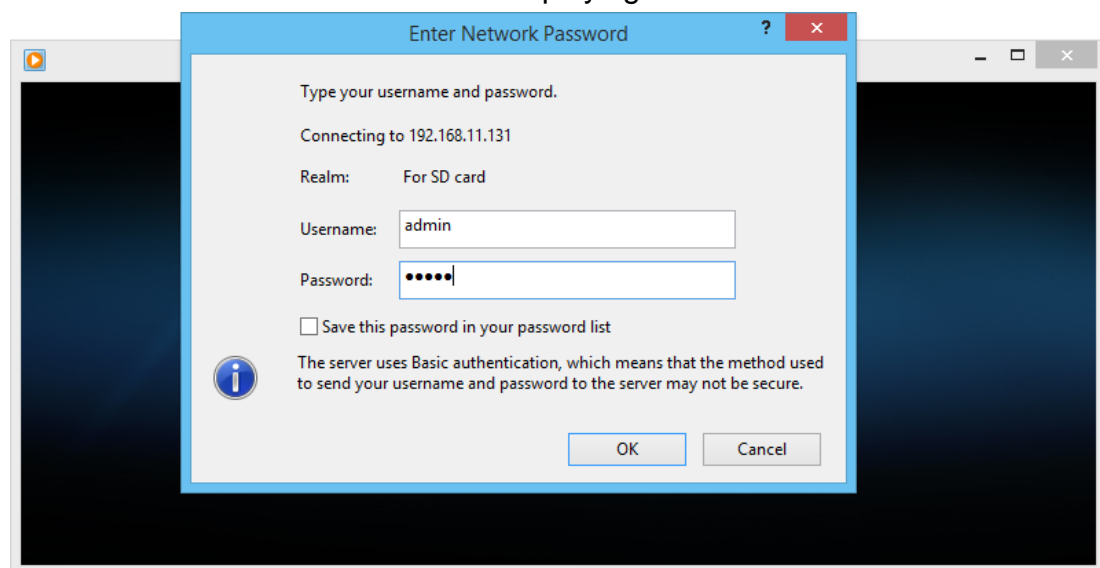 Enter Network Password ?
Type your username and password.
Connecting to 192.168.11.131
Realm: For SD card
Username: admin
Password: •••••
Save this password in your password list
The server uses Basic authentication, which means that the method used
to send your username and password to the server may not be secure.
OK Cancel